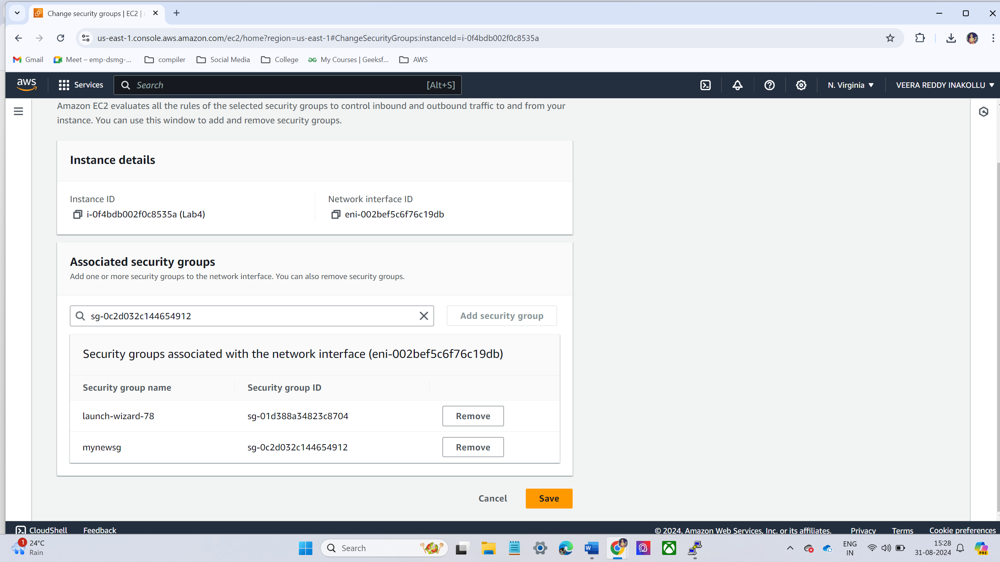 Change security groups | EC2 |
us-east-1.console.aws.amazon.com/ec2/home?region=us-east-1#ChangeSecurityGroups:instanceId=i-0f4bdb002f0c8535a
Gmail
Meet – emp-dsmg-...
compiler
Social Media
College
My Courses | Geeksf...
AWS
aws
Services
Search
[Alt+S]
N. Virginia
VEERA REDDY INAKOLLU
Amazon EC2 evaluates all the rules of the selected security groups to control inbound and outbound traffic to and from your
instance. You can use this window to add and remove security groups.
Instance details
Instance ID
i-0f4bdb002f0c8535a (Lab4)
Network interface ID
eni-002bef5c6f76c19db
Associated security groups
Add one or more security groups to the network interface. You can also remove security groups.
sg-0c2d032c144654912
Add security group
Security groups associated with the network interface (eni-002bef5c6f76c19db)
Security group name
Security group ID
launch-wizard-78
sg-01d388a34823c8704
Remove
mynewsg
sg-0c2d032c144654912
Remove
Cancel
Save
CloudShell
Feedback
© 2024, Amazon Web Services, Inc. or its affiliates.
Privacy
Terms
Cookie preferences
1
24°C
Rain
Search
W
ENG
IN
15:28
31-08-2024
PRE